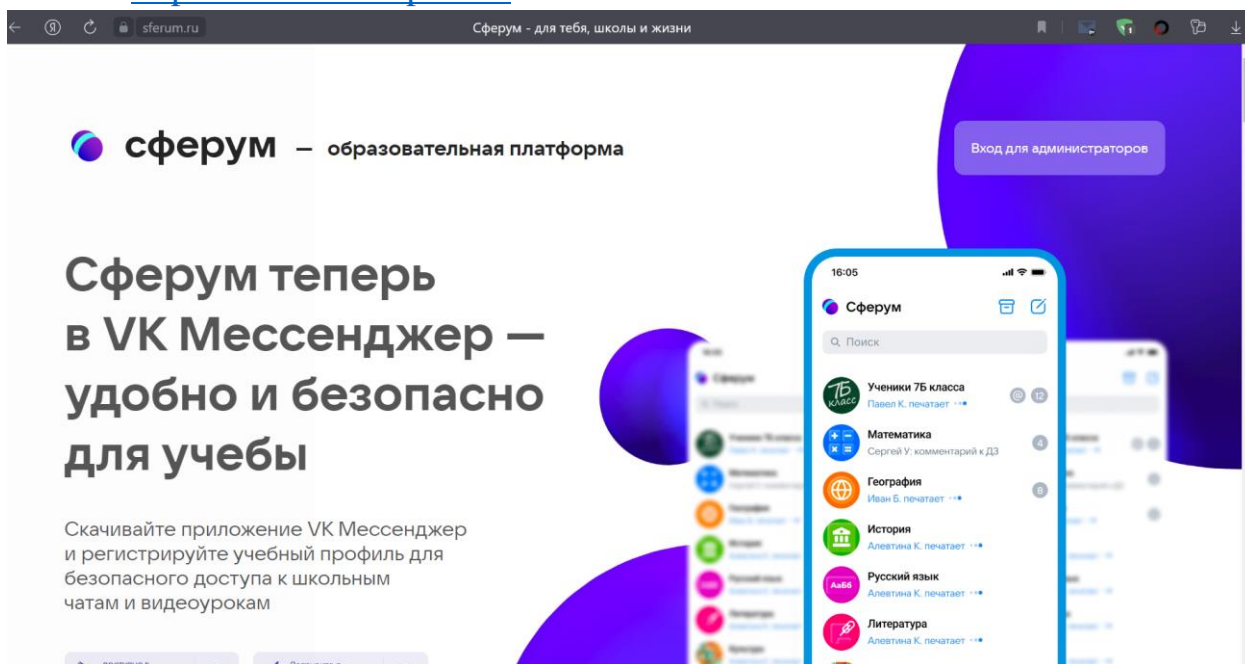 sferum.ru
Сферум - для тебя, школы и жизни
сферум – образовательная платформа
Вход для администраторов
Сферум теперь
в VK Мессенджер —
удобно и безопасно
для учебы
Скачивайте приложение VK Мессенджер
и регистрируйте учебный профиль для
безопасного доступа к школьным
чатам и видеоурокам
16:05
Сферум
Поиск
7Б класс
Ученики 7Б класса
Павел К. печатает
@ 12
Математика
Сергей У: комментарий к ДЗ
4
География
Иван Б. печатает
8
История
Алевтина К. печатает
АаБб
Русский язык
Алевтина К. печатает
Литература
Алевтина К. печатает